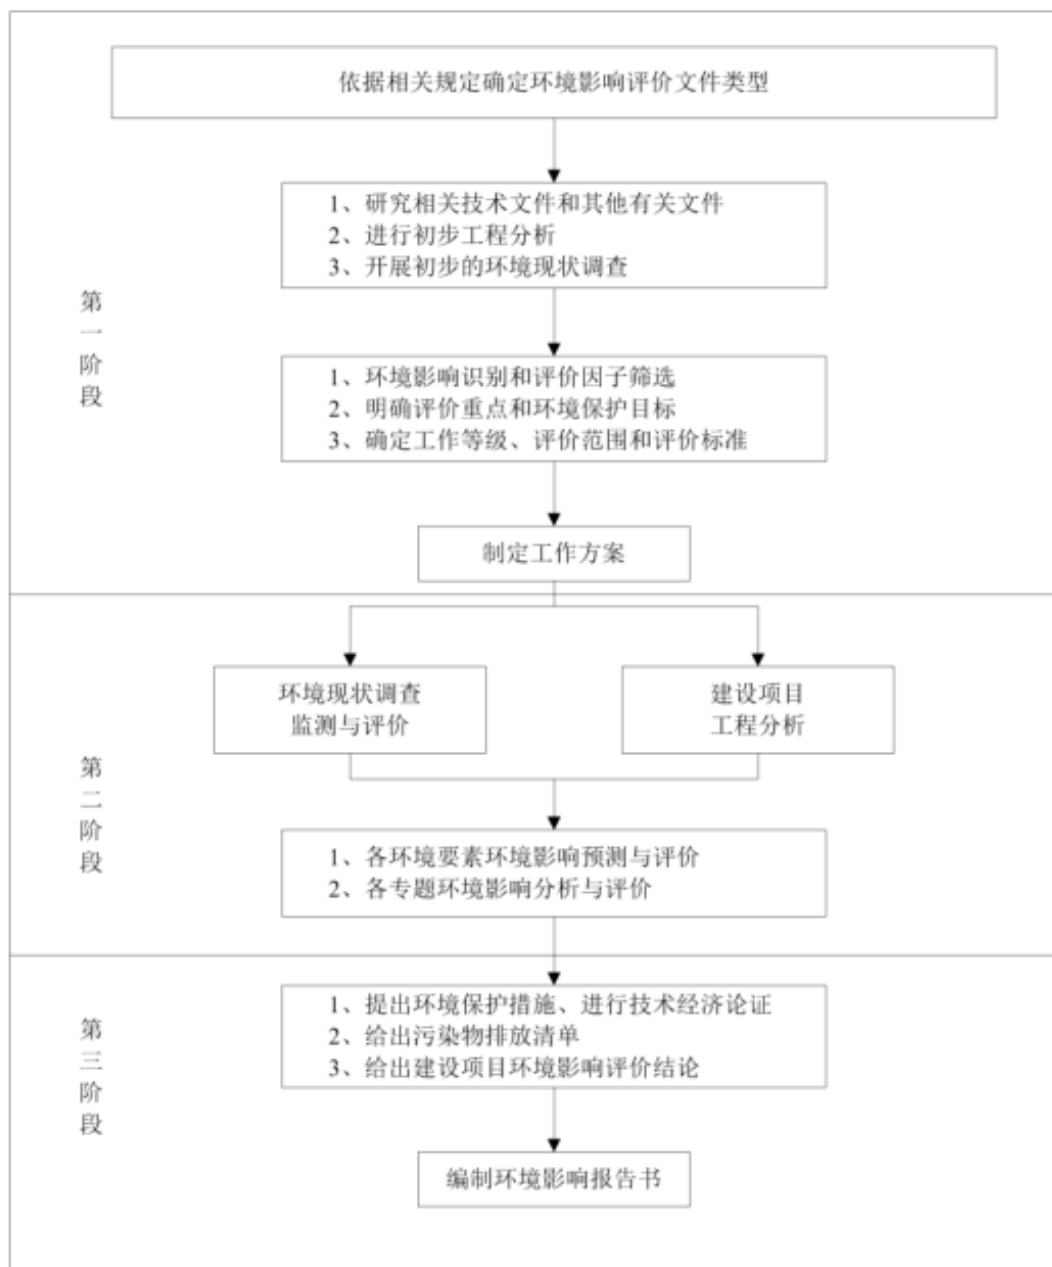 依据相关规定确定环境影响评价文件类型
1、研究相关技术文件和其他有关文件
2、进行初步工程分析
3、开展初步的环境现状调查
第一阶段
1、环境影响识别和评价因子筛选
2、明确评价重点和环境保护目标
3、确定工作等级、评价范围和评价标准
制定工作方案
环境现状调查
监测与评价
建设项目
工程分析
第二阶段
1、各环境要素环境影响预测与评价
2、各专题环境影响分析与评价
第三阶段
1、提出环境保护措施、进行技术经济论证
2、给出污染物排放清单
3、给出建设项目环境影响评价结论
编制环境影响报告书